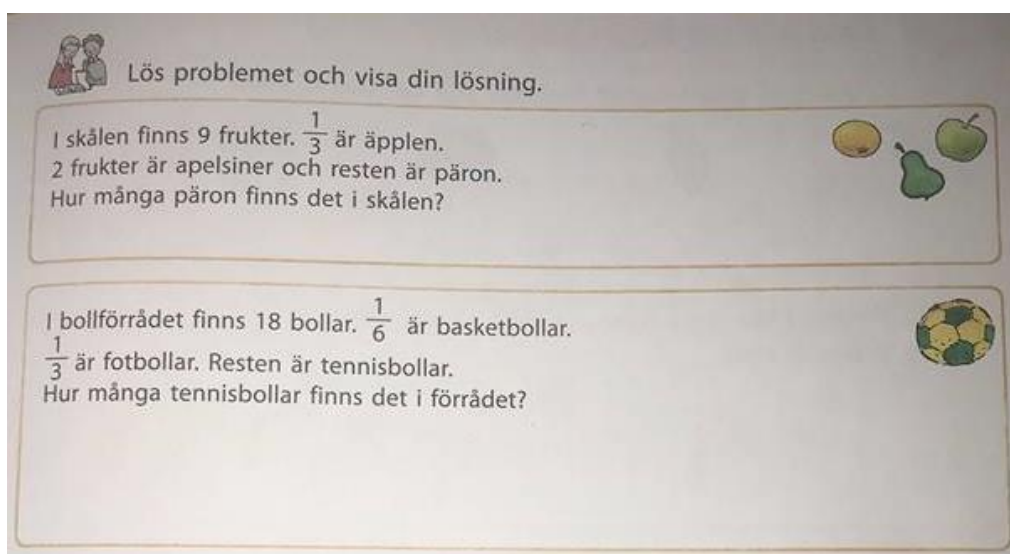 Lös problemet och visa din lösning.
I skålen finns 9 frukter. 1/3 är äpplen.
2 frukter är apelsiner och resten är päron.
Hur många päron finns det i skålen?
I bollförrådet finns 18 bollar. 1/6 är basketbollar.
1/3 är fotbollar. Resten är tennisbollar.
Hur många tennisbollar finns det i förrådet?